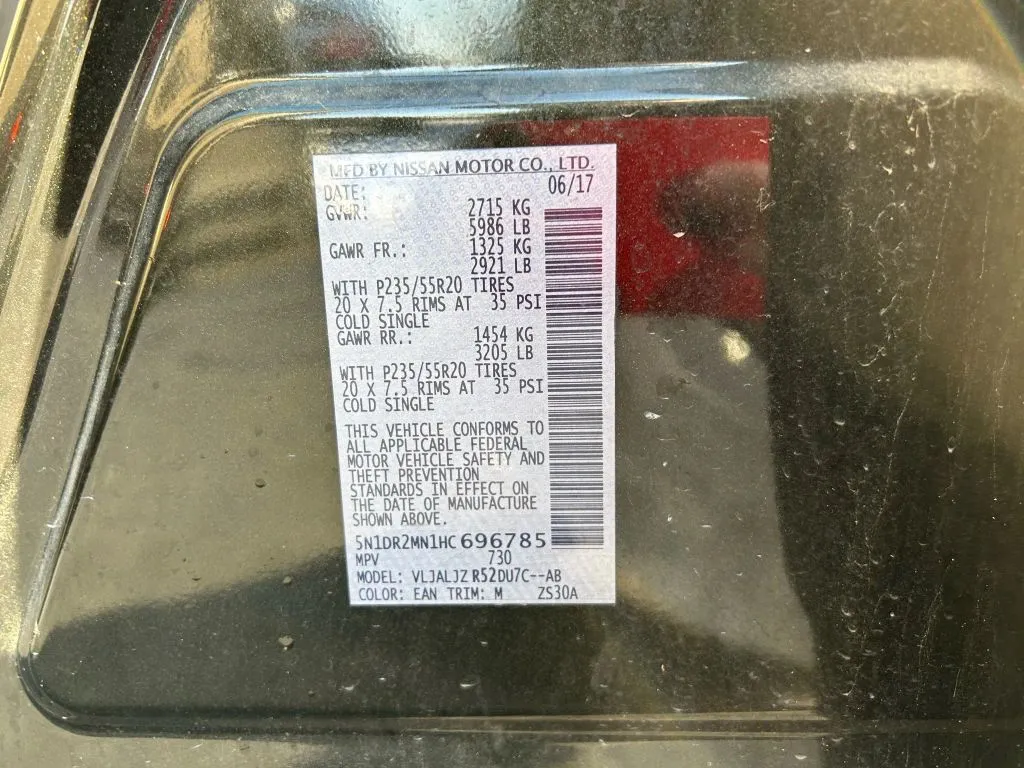 MFD BY NISSAN MOTOR CO., LTD.
DATE: 06/17
GVWR: 2715 KG
5986 LB
GAWR FR.: 1325 KG
2921 LB
WITH P235/55R20 TIRES
20 X 7.5 RIMS AT 35 PSI
COLD SINGLE
GAWR RR.: 1454 KG
3205 LB
WITH P235/55R20 TIRES
20 X 7.5 RIMS AT 35 PSI
COLD SINGLE
THIS VEHICLE CONFORMS TO
ALL APPLICABLE FEDERAL
MOTOR VEHICLE SAFETY AND
THEFT PREVENTION
STANDARDS IN EFFECT ON
THE DATE OF MANUFACTURE
SHOWN ABOVE.
5N1DR2MN1HC696785
MPV 730
MODEL: VLJALJZ R52DU7C--AB
COLOR: EAN TRIM: M ZS30A